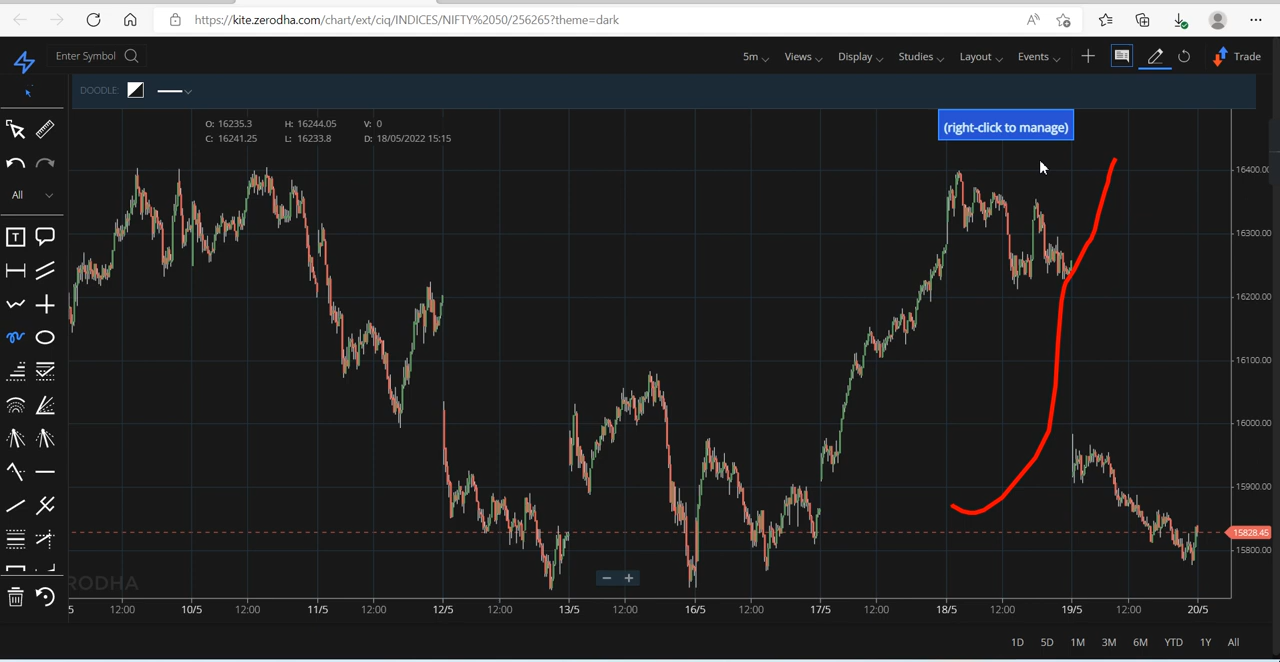 https://kite.zerodha.com/chart/ext/ciq/INDICES/NIFTY%2050/256265?theme=dark
Enter Symbol
5m Views Display Studies Layout Events Trade
DOODLE:
O: 16235.3 H: 16244.05 V: 0
C: 16241.25 L: 16233.8 D: 18/05/2022 15:15
(right-click to manage)
All
T
16400.00
16300.00
16200.00
16100.00
16000.00
15900.00
15828.45
15800.00
RODHA
5 12:00 10/5 12:00 11/5 12:00 12/5 12:00 13/5 12:00 16/5 12:00 17/5 12:00 18/5 12:00 19/5 12:00 20/5
1D 5D 1M 3M 6M YTD 1Y All